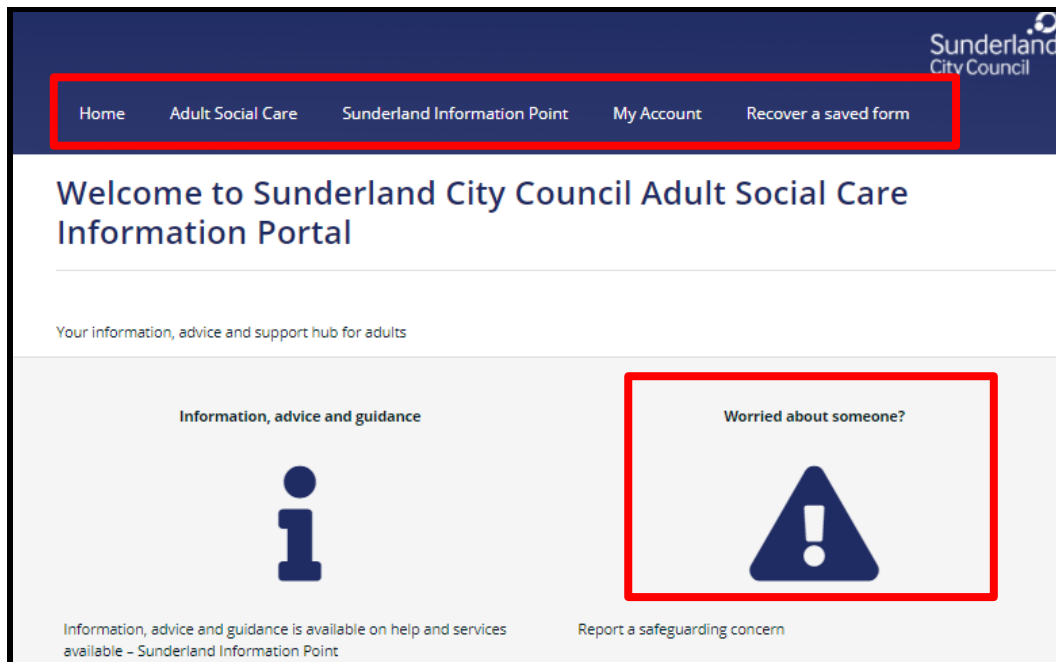 Sunderland
City Council
Home Adult Social Care Sunderland Information Point My Account Recover a saved form
Welcome to Sunderland City Council Adult Social Care
Information Portal
Your information, advice and support hub for adults
Information, advice and guidance
Worried about someone?
Information, advice and guidance is available on help and services
available – Sunderland Information Point
Report a safeguarding concern